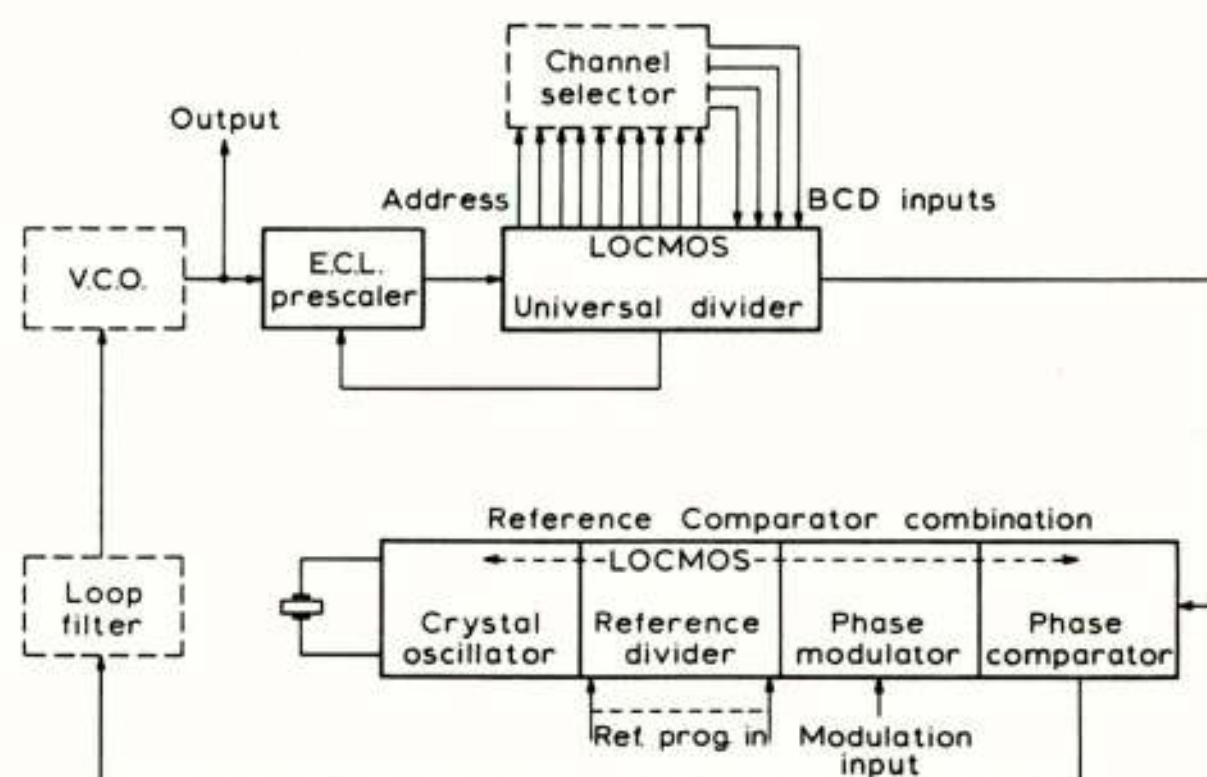 Channel
selector
Output
Address
BCD inputs
V.C.O.
E.C.L.
prescaler
LOCMOS
Universal divider
Reference Comparator combination
LOCMOS
Loop
filter
Crystal
oscillator
Reference
divider
Phase
modulator
Phase
comparator
Ref. prog. in
Modulation
input